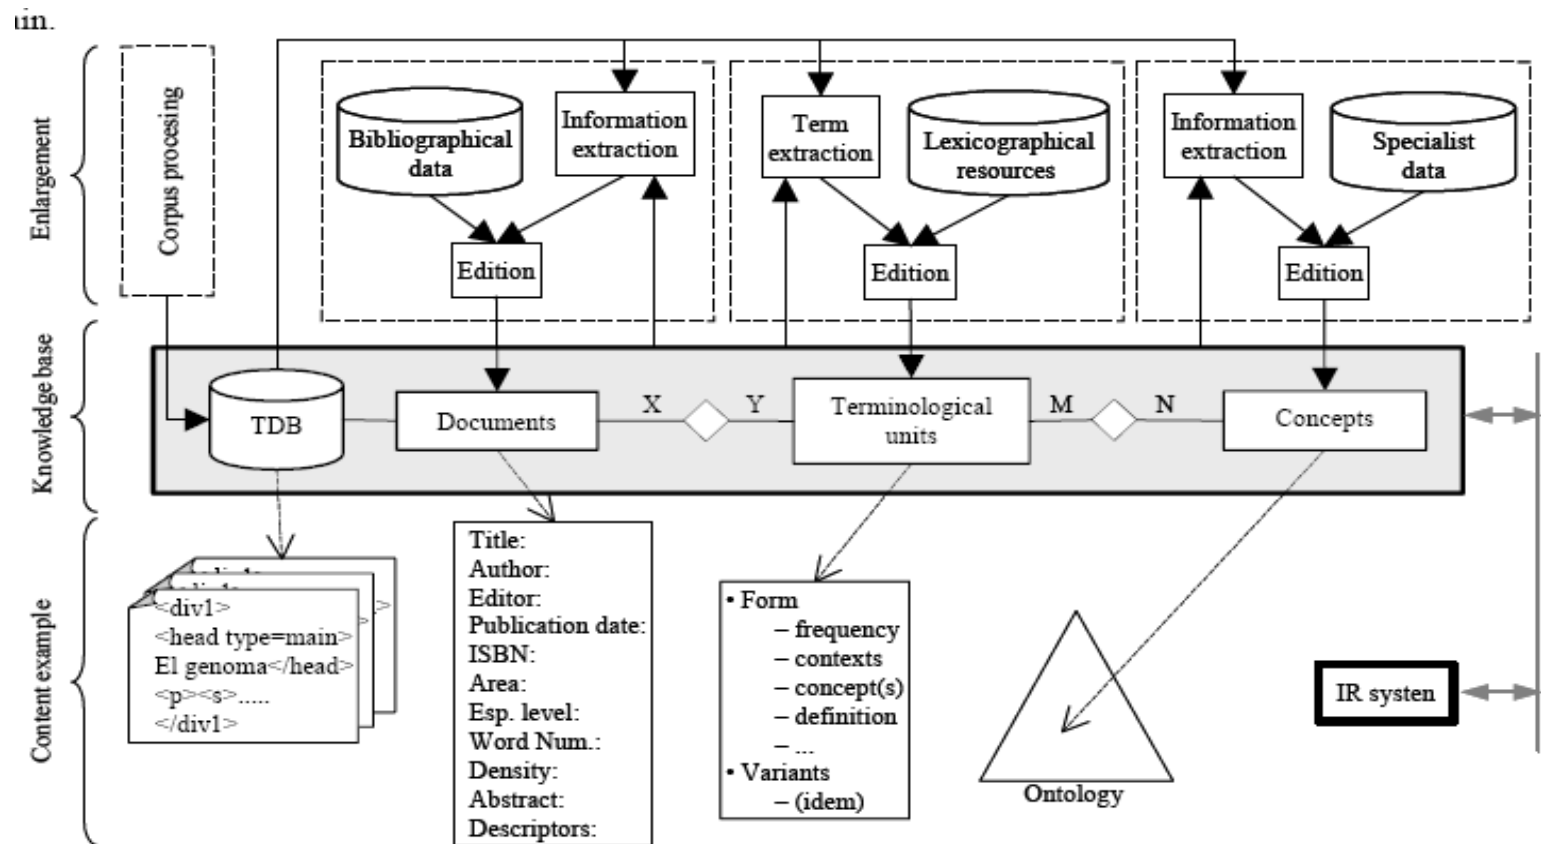 in.
Enlargement
Corpus procesing
Bibliographical
data
Information
extraction
Edition
Term
extraction
Lexicographical
resources
Edition
Information
extraction
Specialist
data
Edition
Knowledge base
TDB
Documents
X
Y
Terminological
units
M
N
Concepts
Content example
<div1>
<head type=main>
El genoma</head>
<p><s>.....
</div1>
Title:
Author:
Editor:
Publication date:
ISBN:
Area:
Esp. level:
Word Num.:
Density:
Abstract:
Descriptors:
• Form
– frequency
– contexts
– concept(s)
– definition
– ...
• Variants
– (idem)
Ontology
IR systen